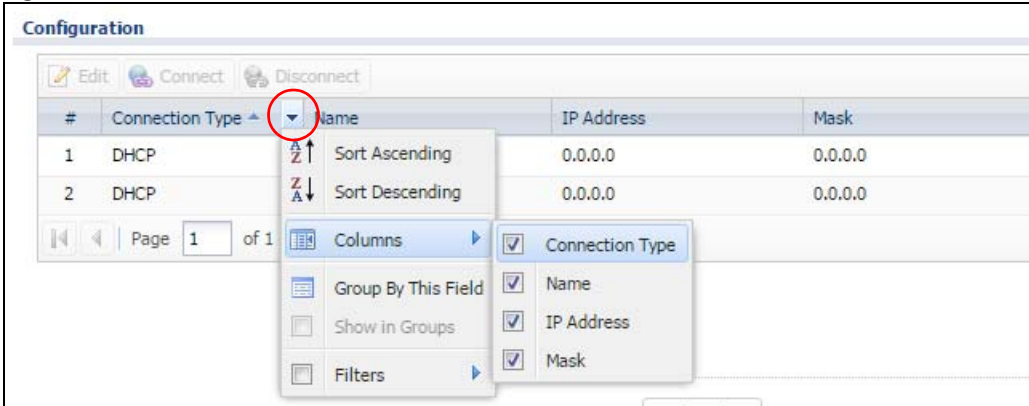 Configuration
Edit Connect Disconnect
# Connection Type Name IP Address Mask
1 DHCP 0.0.0.0 0.0.0.0
2 DHCP 0.0.0.0 0.0.0.0
Page 1 of 1
Sort Ascending
Sort Descending
Columns
Group By This Field
Show in Groups
Filters
Connection Type
Name
IP Address
Mask